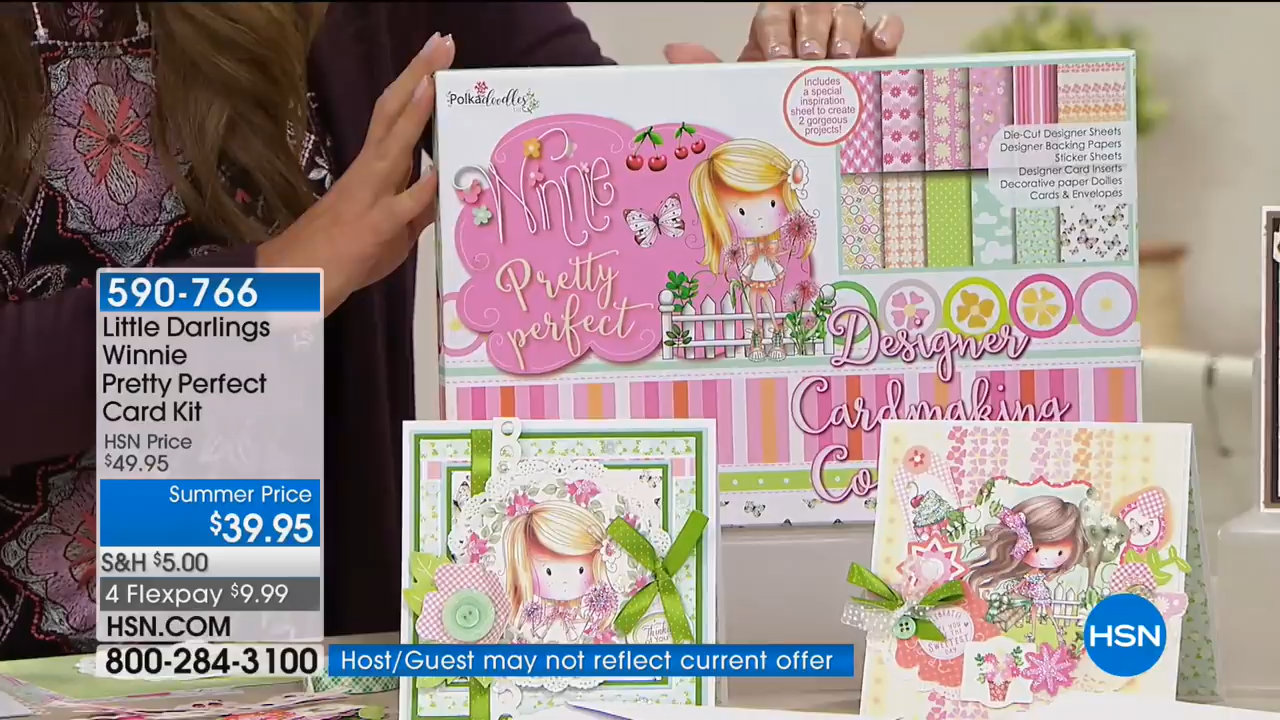 590-766
Little Darlings
Winnie
Pretty Perfect
Card Kit
HSN Price
$49.95
Summer Price
$39.95
S&H $5.00
4 Flexpay $9.99
HSN.COM
800-284-3100
Host/Guest may not reflect current offer
HSN
Polkadoodles
Winnie
Pretty
perfect
Includes
a special
inspiration
sheet to create
2 gorgeous
projects!
Die-Cut Designer Sheets
Designer Backing Papers
Sticker Sheets
Designer Card Inserts
Decorative paper Doilies
Cards & Envelopes
Designer
Cardmaking
Co